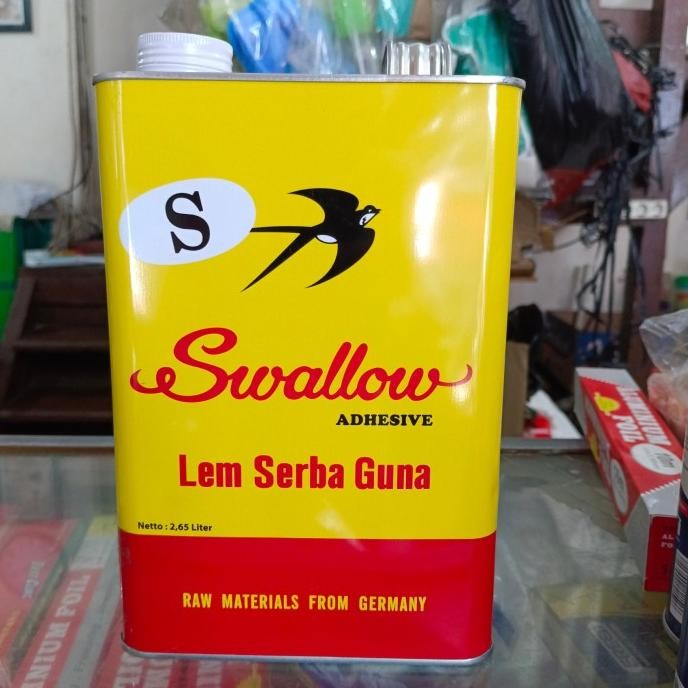 S
Swallow
ADHESIVE
Lem Serba Guna
Netto : 2,65 Liter
RAW MATERIALS FROM GERMANY